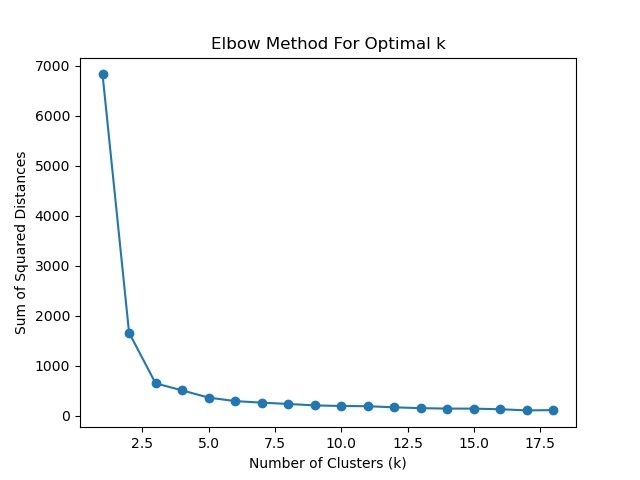 Elbow Method For Optimal k
7000
6000
5000
4000
3000
2000
1000
0
Sum of Squared Distances
2.5 5.0 7.5 10.0 12.5 15.0 17.5
Number of Clusters (k)